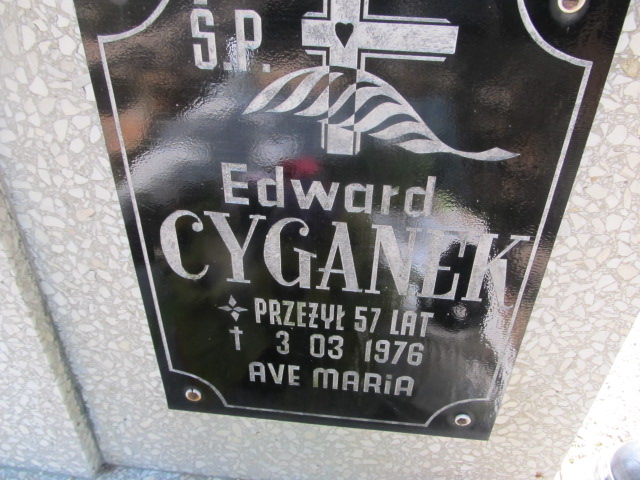 Ś.P.
Edward
CYGANEK
PRZEŻYŁ 57 LAT
3 03 1976
AVE MARiA